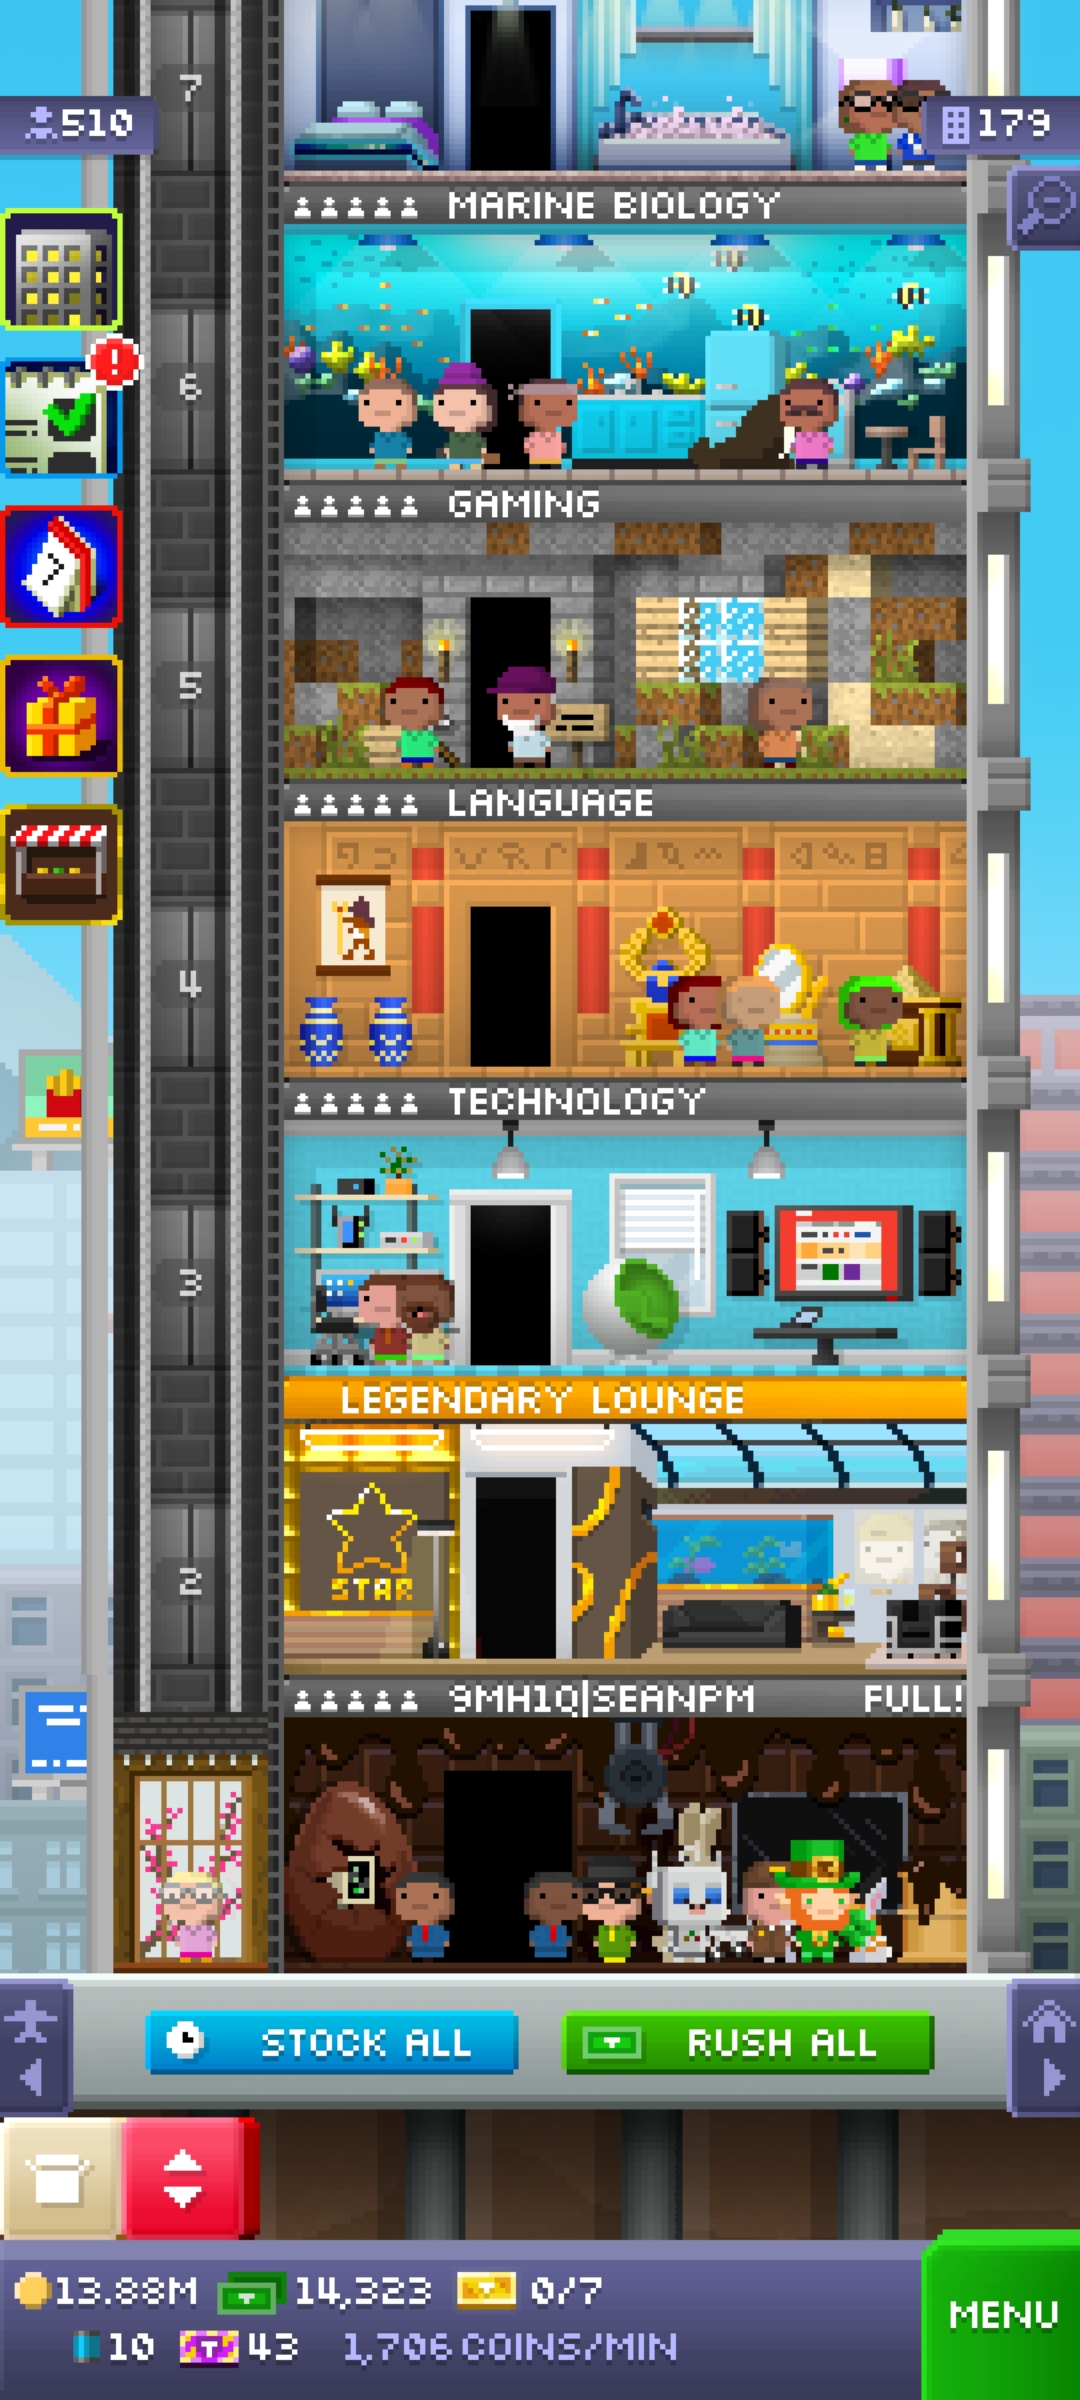 7
510
179
MARINE BIOLOGY
6
GAMING
5
LANGUAGE
4
TECHNOLOGY
3
LEGENDARY LOUNGE
STAR
2
9MH1Q|SEANPM FULL!
STOCK ALL
RUSH ALL
13.88M 14,323 0/7
MENU
10 43 1,706 COINS/MIN